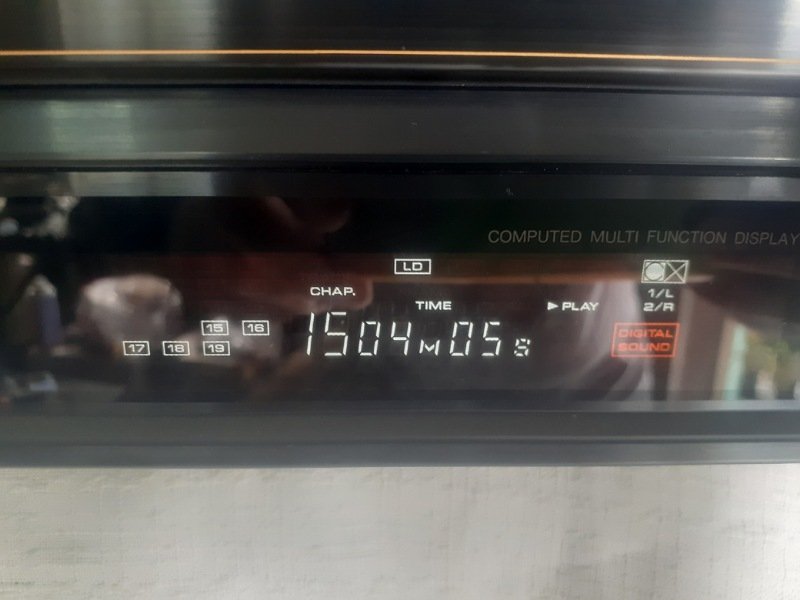 COMPUTED MULTI FUNCTION DISPLAY
LD
CHAP.
TIME
►PLAY
1/L
2/R
15 16
17 18 19
1504M05S
DIGITAL
SOUND